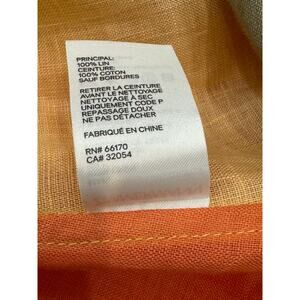 PRINCIPAL:
100% LIN
CEINTURE:
100% COTON
SAUF BORDURES
RETIRER LA CEINTURE
AVANT LE NETTOYAGE
NETTOYAGE À SEC
UNIQUEMENT CODE P
REPASSAGE DOUX
NE PAS DÉTACHER
FABRIQUÉ EN CHINE
RN# 66170
CA# 32054